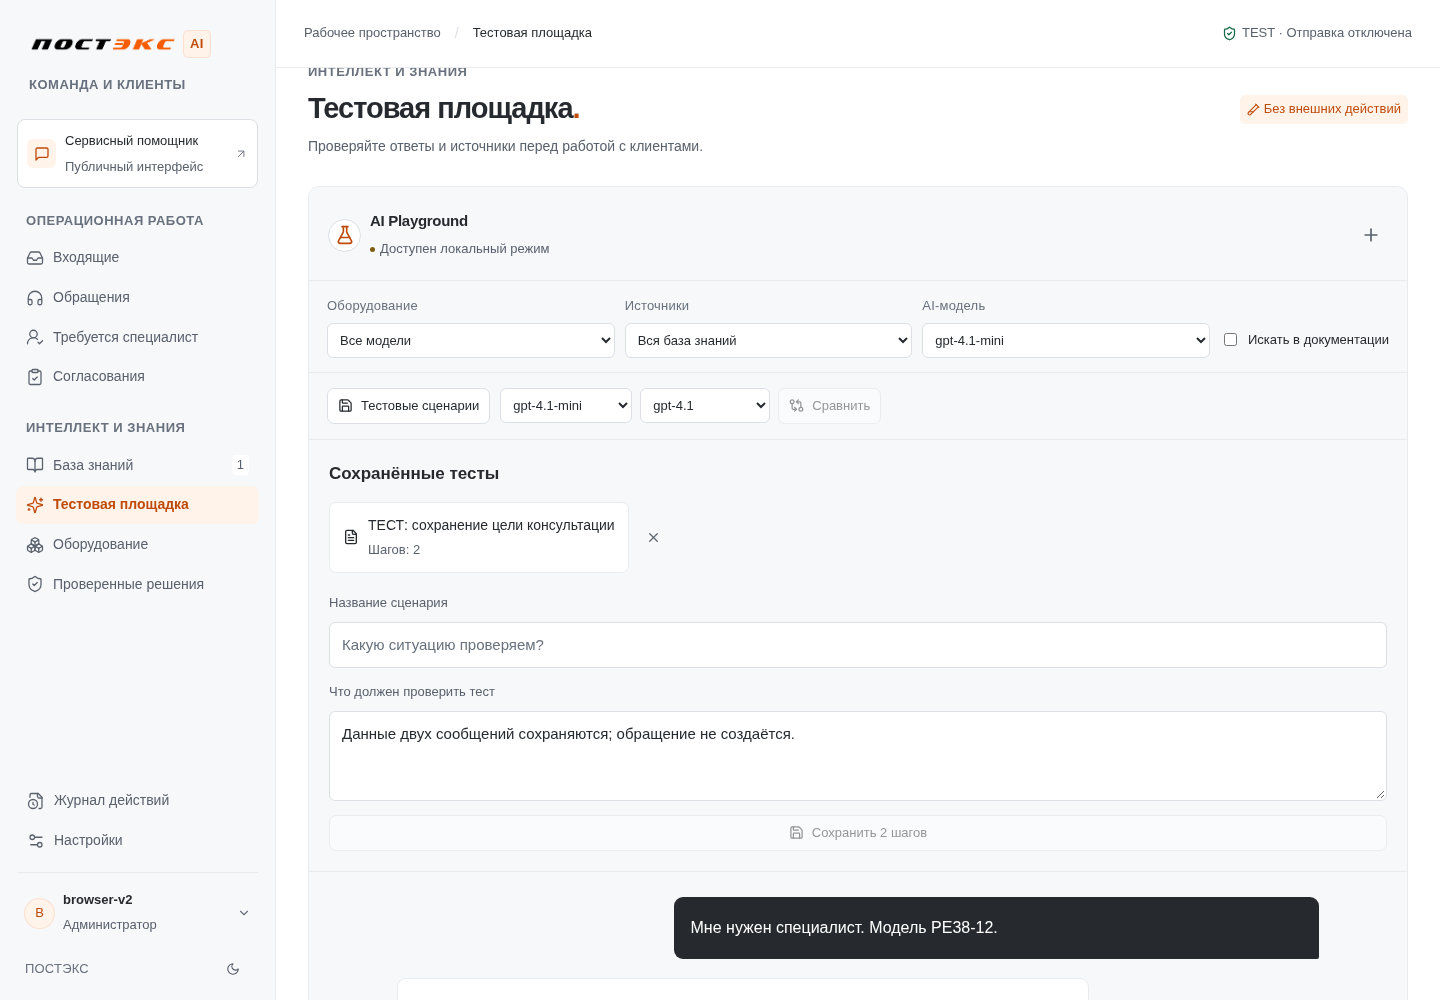 ПОСТЭКС AI
КОМАНДА И КЛИЕНТЫ
Сервисный помощник
Публичный интерфейс
ОПЕРАЦИОННАЯ РАБОТА
Входящие
Обращения
Требуется специалист
Согласования
ИНТЕЛЛЕКТ И ЗНАНИЯ
База знаний 1
Тестовая площадка
Оборудование
Проверенные решения
Журнал действий
Настройки
B
browser-v2
Администратор
ПОСТЭКС
Рабочее пространство / Тестовая площадка
TEST · Отправка отключена
ИНТЕЛЛЕКТ И ЗНАНИЯ
Тестовая площадка.
Без внешних действий
Проверяйте ответы и источники перед работой с клиентами.
AI Playground
Доступен локальный режим
Оборудование Источники AI-модель
Все модели Вся база знаний gpt-4.1-mini Искать в документации
Тестовые сценарии gpt-4.1-mini gpt-4.1 Сравнить
Сохранённые тесты
ТЕСТ: сохранение цели консультации
Шагов: 2
Название сценария
Какую ситуацию проверяем?
Что должен проверить тест
Данные двух сообщений сохраняются; обращение не создаётся.
Сохранить 2 шагов
Мне нужен специалист. Модель PE38-12.